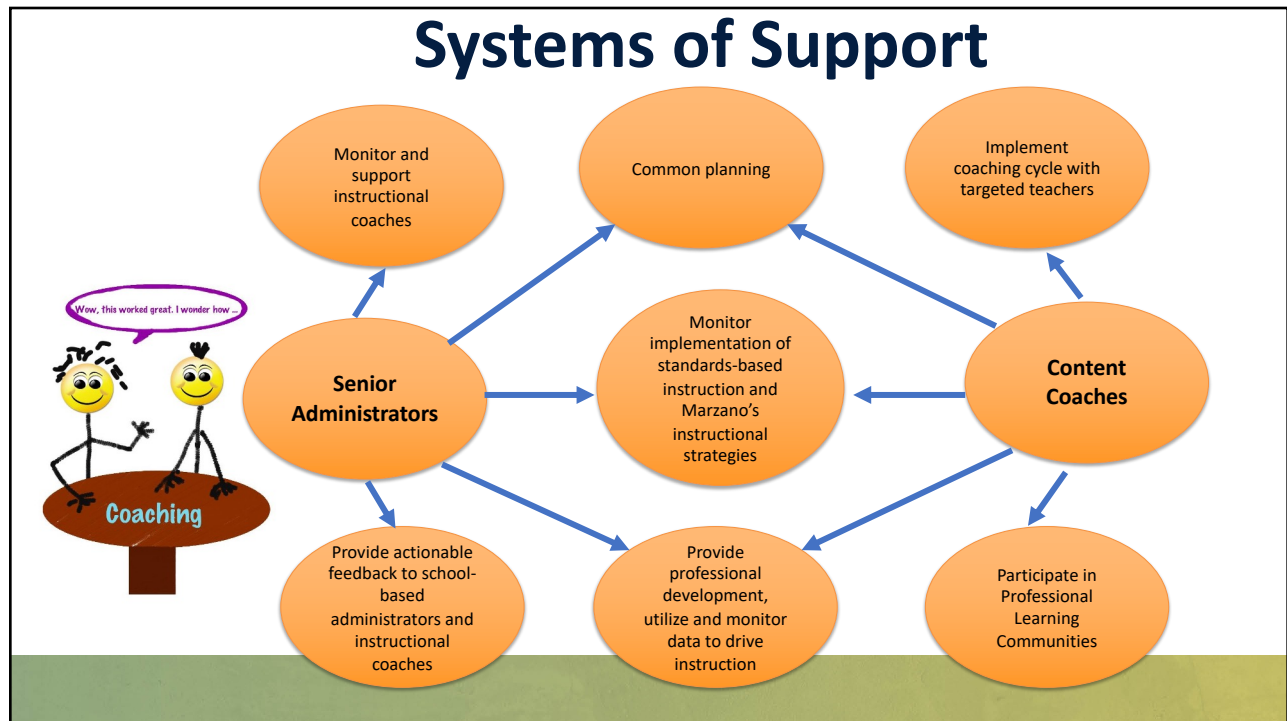 Systems of Support
Monitor and
support
instructional
coaches
Common planning
Implement
coaching cycle with
targeted teachers
Wow, this worked great. I wonder how ...
Senior
Administrators
Monitor
implementation of
standards-based
instruction and
Marzano’s
instructional
strategies
Content
Coaches
Coaching
Provide actionable
feedback to school-
based
administrators and
instructional
coaches
Provide
professional
development,
utilize and monitor
data to drive
instruction
Participate in
Professional
Learning
Communities